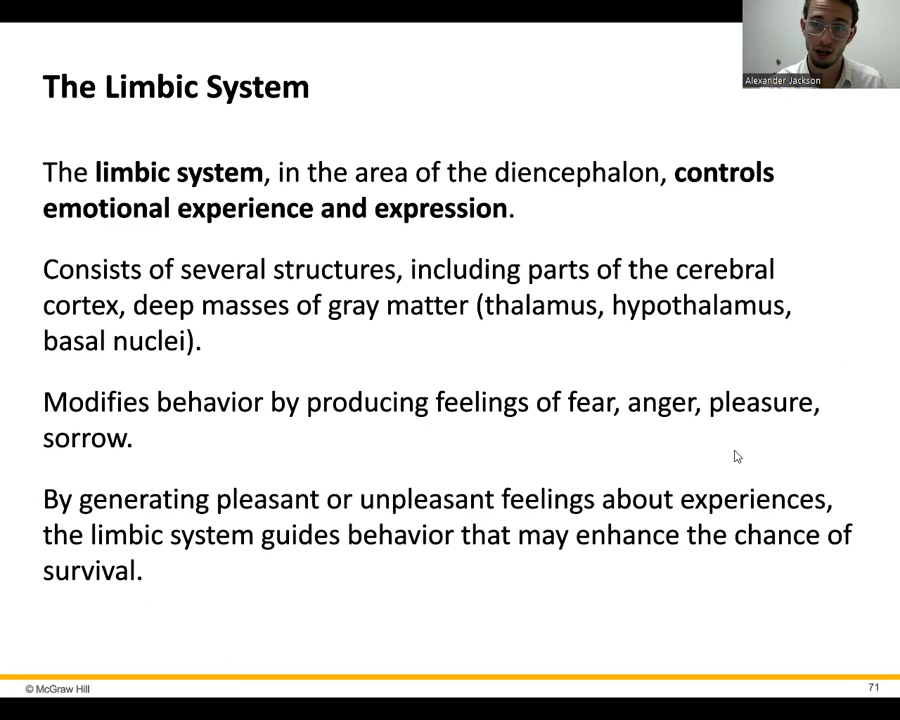 Alexander Jackson
The Limbic System
The limbic system, in the area of the diencephalon, controls
emotional experience and expression.
Consists of several structures, including parts of the cerebral
cortex, deep masses of gray matter (thalamus, hypothalamus,
basal nuclei).
Modifies behavior by producing feelings of fear, anger, pleasure,
sorrow.
By generating pleasant or unpleasant feelings about experiences,
the limbic system guides behavior that may enhance the chance of
survival.
© McGraw Hill
71